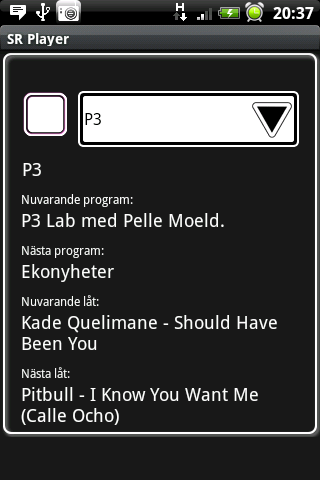 H
20:37
SR Player
P3
P3
Nuvarande program:
P3 Lab med Pelle Moeld.
Nästa program:
Ekonyheter
Nuvarande låt:
Kade Quelimane - Should Have
Been You
Nästa låt:
Pitbull - I Know You Want Me
(Calle Ocho)